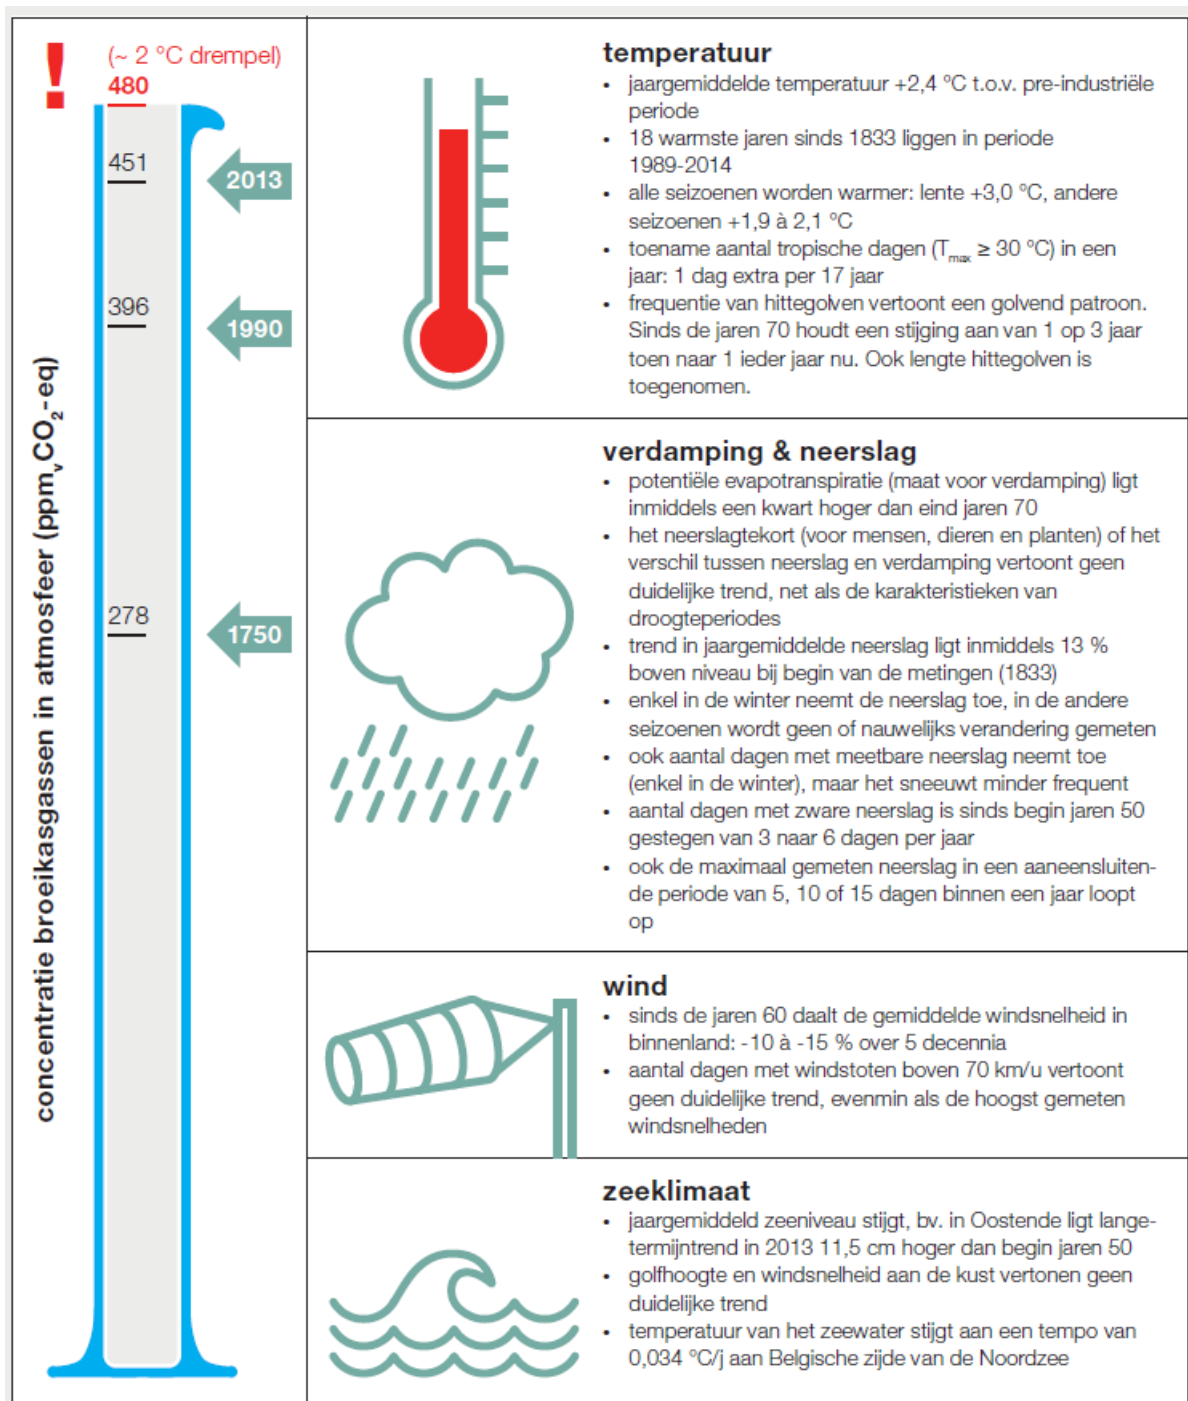 !
(~ 2 °C drempel)
480
451
2013
396
1990
278
1750
concentratie broeikasgassen in atmosfeer (ppmᵥCO₂-eq)
temperatuur
• jaargemiddelde temperatuur +2,4 °C t.o.v. pre-industriële
periode
• 18 warmste jaren sinds 1833 liggen in periode
1989-2014
• alle seizoenen worden warmer: lente +3,0 °C, andere
seizoenen +1,9 à 2,1 °C
• toename aantal tropische dagen (Tmax ≥ 30 °C) in een
jaar: 1 dag extra per 17 jaar
• frequentie van hittegolven vertoont een golvend patroon.
Sinds de jaren 70 houdt een stijging aan van 1 op 3 jaar
toen naar 1 ieder jaar nu. Ook lengte hittegolven is
toegenomen.
verdamping & neerslag
• potentiële evapotranspiratie (maat voor verdamping) ligt
inmiddels een kwart hoger dan eind jaren 70
• het neerslagtekort (voor mensen, dieren en planten) of het
verschil tussen neerslag en verdamping vertoont geen
duidelijke trend, net als de karakteristieken van
droogteperiodes
• trend in jaargemiddelde neerslag ligt inmiddels 13 %
boven niveau bij begin van de metingen (1833)
• enkel in de winter neemt de neerslag toe, in de andere
seizoenen wordt geen of nauwelijks verandering gemeten
• ook aantal dagen met meetbare neerslag neemt toe
(enkel in de winter), maar het sneeuwt minder frequent
• aantal dagen met zware neerslag is sinds begin jaren 50
gestegen van 3 naar 6 dagen per jaar
• ook de maximaal gemeten neerslag in een aaneensluiten-
de periode van 5, 10 of 15 dagen binnen een jaar loopt
op
wind
• sinds de jaren 60 daalt de gemiddelde windsnelheid in
binnenland: -10 à -15 % over 5 decennia
• aantal dagen met windstoten boven 70 km/u vertoont
geen duidelijke trend, evenmin als de hoogst gemeten
windsnelheden
zeeklimaat
• jaargemiddeld zeeniveau stijgt, bv. in Oostende ligt lange-
termijntrend in 2013 11,5 cm hoger dan begin jaren 50
• golfhoogte en windsnelheid aan de kust vertonen geen
duidelijke trend
• temperatuur van het zeewater stijgt aan een tempo van
0,034 °C/j aan Belgische zijde van de Noordzee